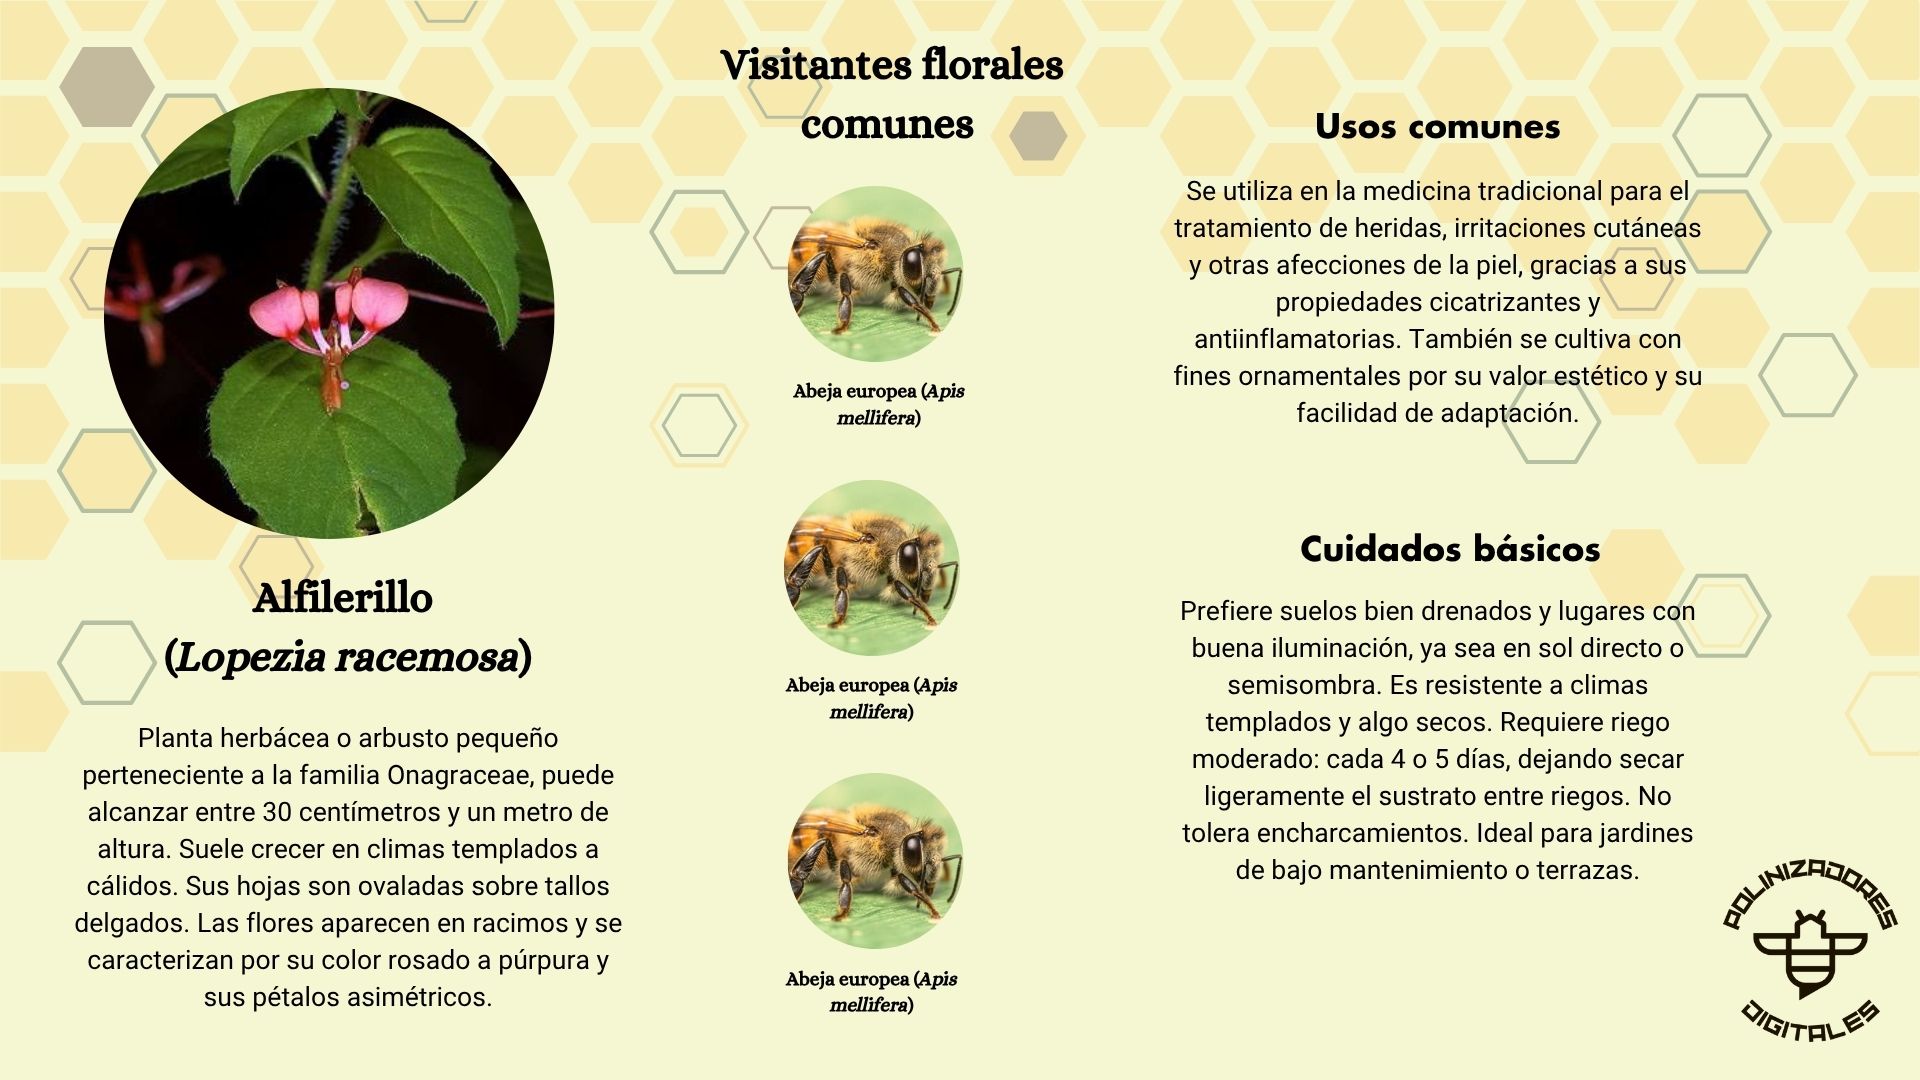 Alfilerillo
(Lopezia racemosa)
Planta herbácea o arbusto pequeño
perteneciente a la familia Onagraceae, puede
alcanzar entre 30 centímetros y un metro de
altura. Suele crecer en climas templados a
cálidos. Sus hojas son ovaladas sobre tallos
delgados. Las flores aparecen en racimos y se
caracterizan por su color rosado a púrpura y
sus pétalos asimétricos.
Visitantes florales
comunes
Abeja europea (Apis
mellifera)
Abeja europea (Apis
mellifera)
Abeja europea (Apis
mellifera)
Usos comunes
Se utiliza en la medicina tradicional para el
tratamiento de heridas, irritaciones cutáneas
y otras afecciones de la piel, gracias a sus
propiedades cicatrizantes y
antiinflamatorias. También se cultiva con
fines ornamentales por su valor estético y su
facilidad de adaptación.
Cuidados básicos
Prefiere suelos bien drenados y lugares con
buena iluminación, ya sea en sol directo o
semisombra. Es resistente a climas
templados y algo secos. Requiere riego
moderado: cada 4 o 5 días, dejando secar
ligeramente el sustrato entre riegos. No
tolera encharcamientos. Ideal para jardines
de bajo mantenimiento o terrazas.
POLINIZADORES
DIGITALES